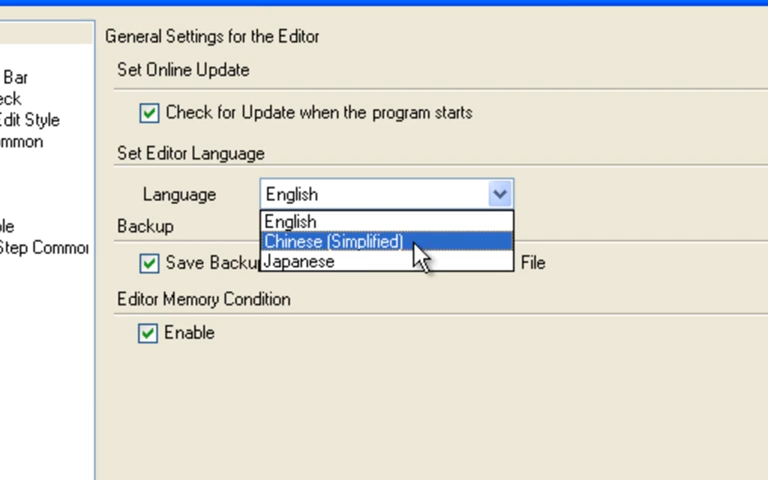 General Settings for the Editor
Set Online Update
Bar
eck
Check for Update when the program starts
Edit Style
mmon
Set Editor Language
Language English
English
le
Backup
Chinese (Simplified)
Step Commo
Save Backu File
Japanese
Editor Memory Condition
Enable